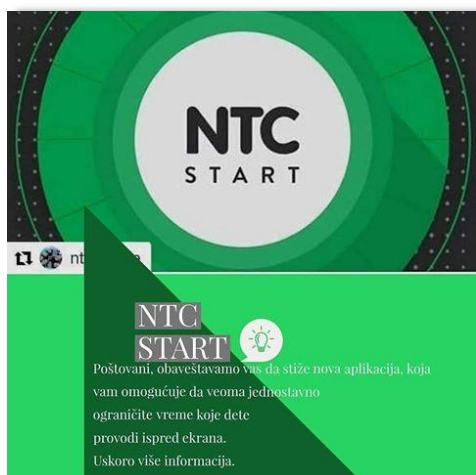 NTC
START
NTC
START
Poštovani, obaveštavamo vas da stiže nova aplikacija, koja
vam omogućuje da veoma jednostavno
ograničite vreme koje dete
provodi ispred ekrana.
Uskoro više informacija.